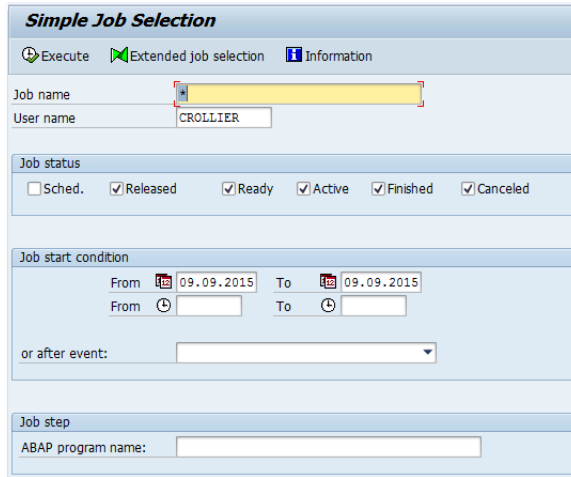 Simple Job Selection
Execute Extended job selection Information
Job name *
User name CROLLIER
Job status
Sched. Released Ready Active Finished Canceled
Job start condition
From 09.09.2015 To 09.09.2015
From To
or after event:
Job step
ABAP program name: